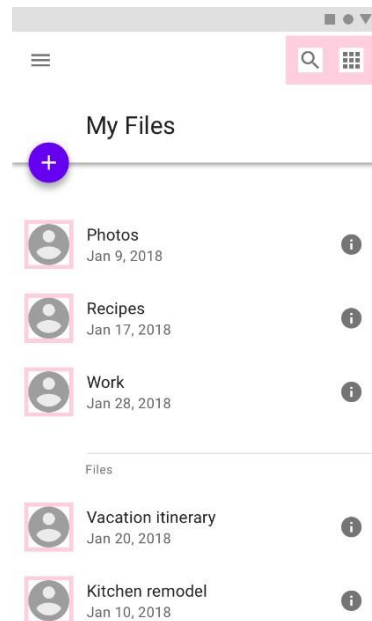 My Files
Photos
Jan 9, 2018
Recipes
Jan 17, 2018
Work
Jan 28, 2018
Files
Vacation itinerary
Jan 20, 2018
Kitchen remodel
Jan 10, 2018